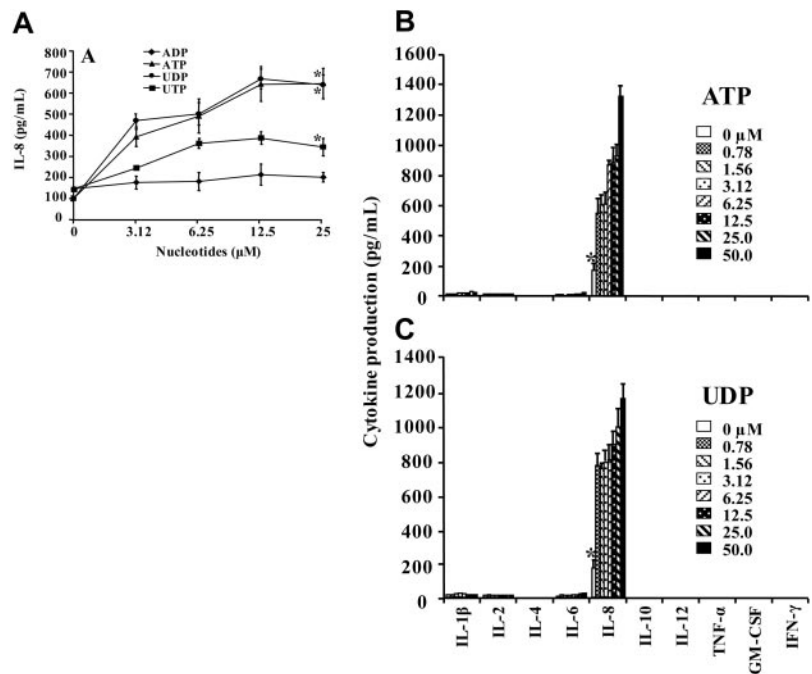 A
A
ADP
ATP
UDP
UTP
800
700
600
500
400
300
200
100
0
IL-8 (pg/mL)
*
*
*
0 3.12 6.25 12.5 25
Nucleotides (µM)
B
1600
1400
1200
1000
800
600
400
200
0
*
ATP
0 µM
0.78
1.56
3.12
6.25
12.5
25.0
50.0
Cytokine production (pg/mL)
C
1400
1200
1000
800
600
400
200
0
*
UDP
0 µM
0.78
1.56
3.12
6.25
12.5
25.0
50.0
IL-1β
IL-2
IL-4
IL-6
IL-8
IL-10
IL-12
TNF-α
GM-CSF
IFN-γ